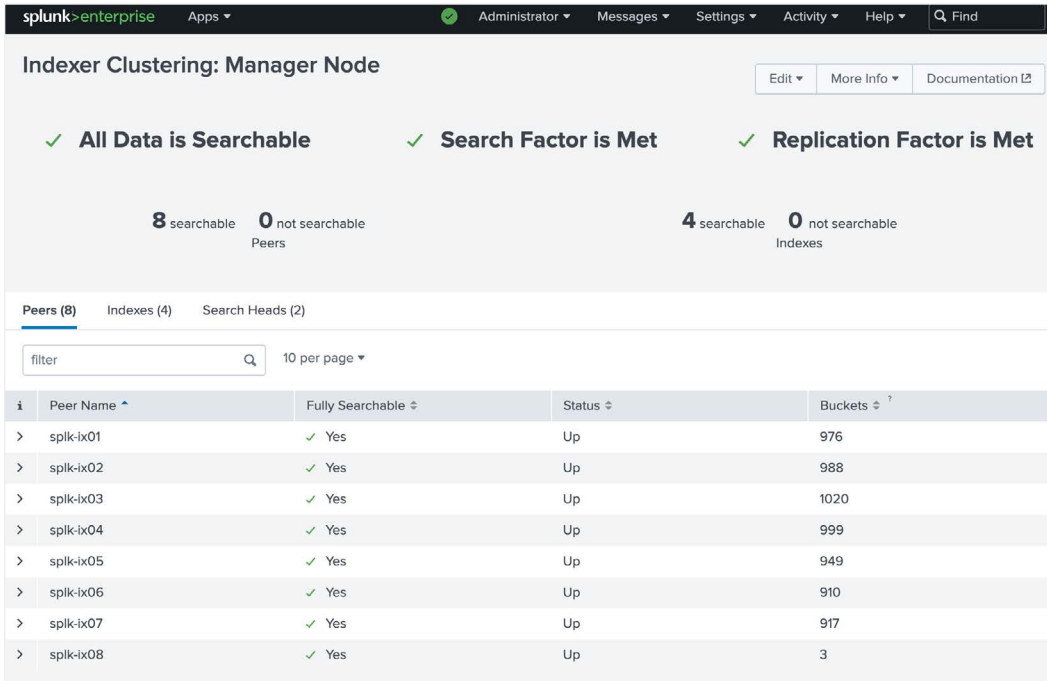 splunk>enterprise Apps Administrator Messages Settings Activity Help Find
Indexer Clustering: Manager Node
Edit More Info Documentation
All Data is Searchable Search Factor is Met Replication Factor is Met
8 searchable 0 not searchable 4 searchable 0 not searchable
Peers Indexes
Peers (8) Indexes (4) Search Heads (2)
filter 10 per page
i Peer Name Fully Searchable Status Buckets ?
splk-ix01 Yes Up 976
splk-ix02 Yes Up 988
splk-ix03 Yes Up 1020
splk-ix04 Yes Up 999
splk-ix05 Yes Up 949
splk-ix06 Yes Up 910
splk-ix07 Yes Up 917
splk-ix08 Yes Up 3